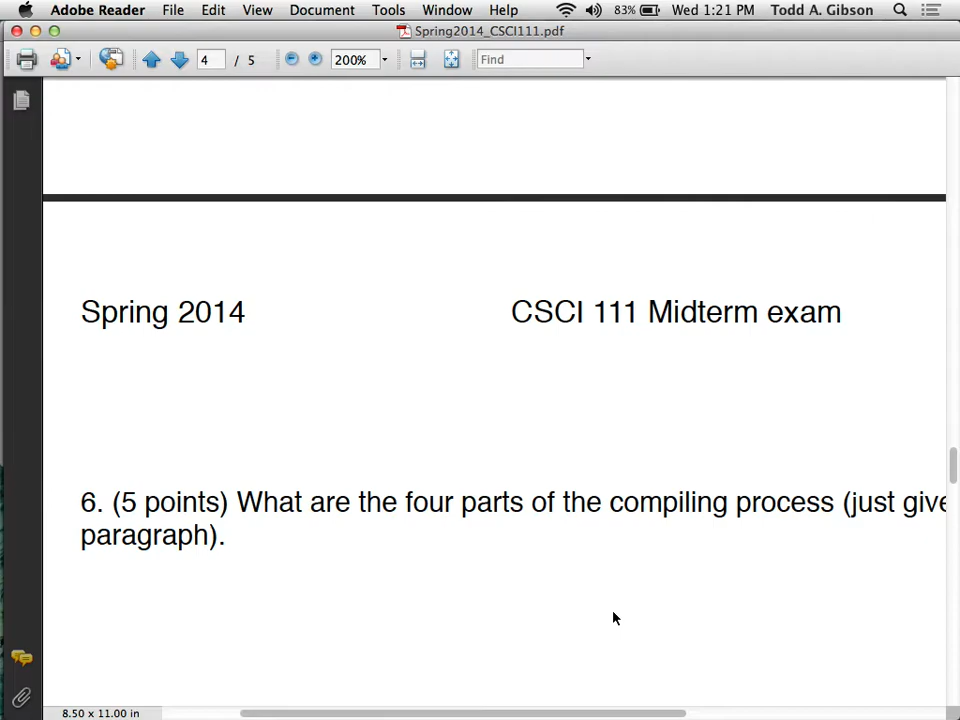 Adobe Reader File Edit View Document Tools Window Help 83% Wed 1:21 PM Todd A. Gibson
Spring2014_CSCI111.pdf
4 / 5 200% Find
Spring 2014 CSCI 111 Midterm exam
6. (5 points) What are the four parts of the compiling process (just give
paragraph).
8.50 x 11.00 in